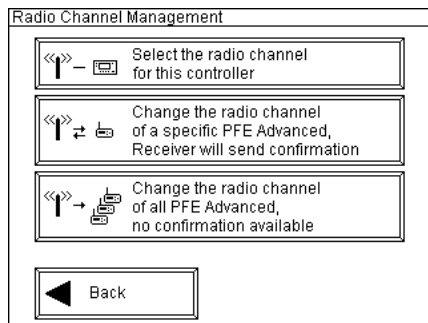 Radio Channel Management
Select the radio channel
for this controller
Change the radio channel
of a specific PFE Advanced,
Receiver will send confirmation
Change the radio channel
of all PFE Advanced,
no confirmation available
Back